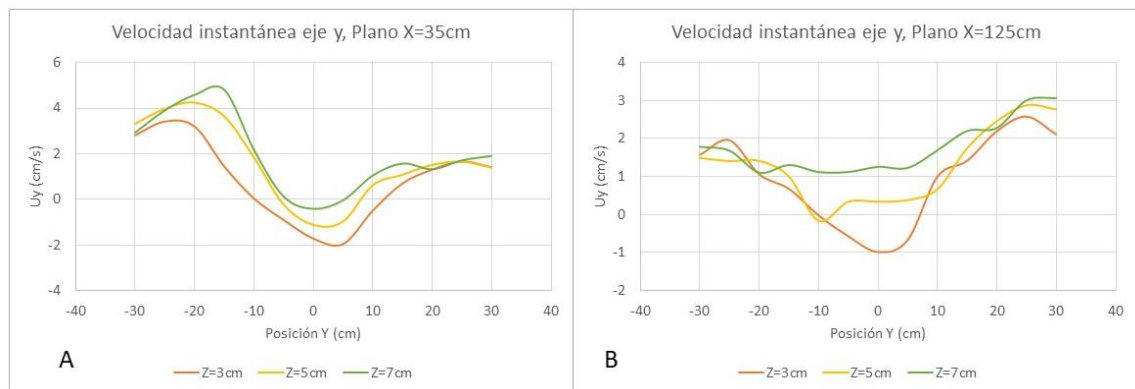 Velocidad instantánea eje y, Plano X=35cm
Uy (cm/s)
6
4
2
0
-2
-4
-40 -30 -20 -10 0 10 20 30 40
Posición Y (cm)
A
Z=3cm Z=5cm Z=7cm
Velocidad instantánea eje y, Plano X=125cm
Uy (cm/s)
4
3
2
1
0
-1
-2
-40 -30 -20 -10 0 10 20 30 40
Posición Y (cm)
B
Z=3cm Z=5cm Z=7cm